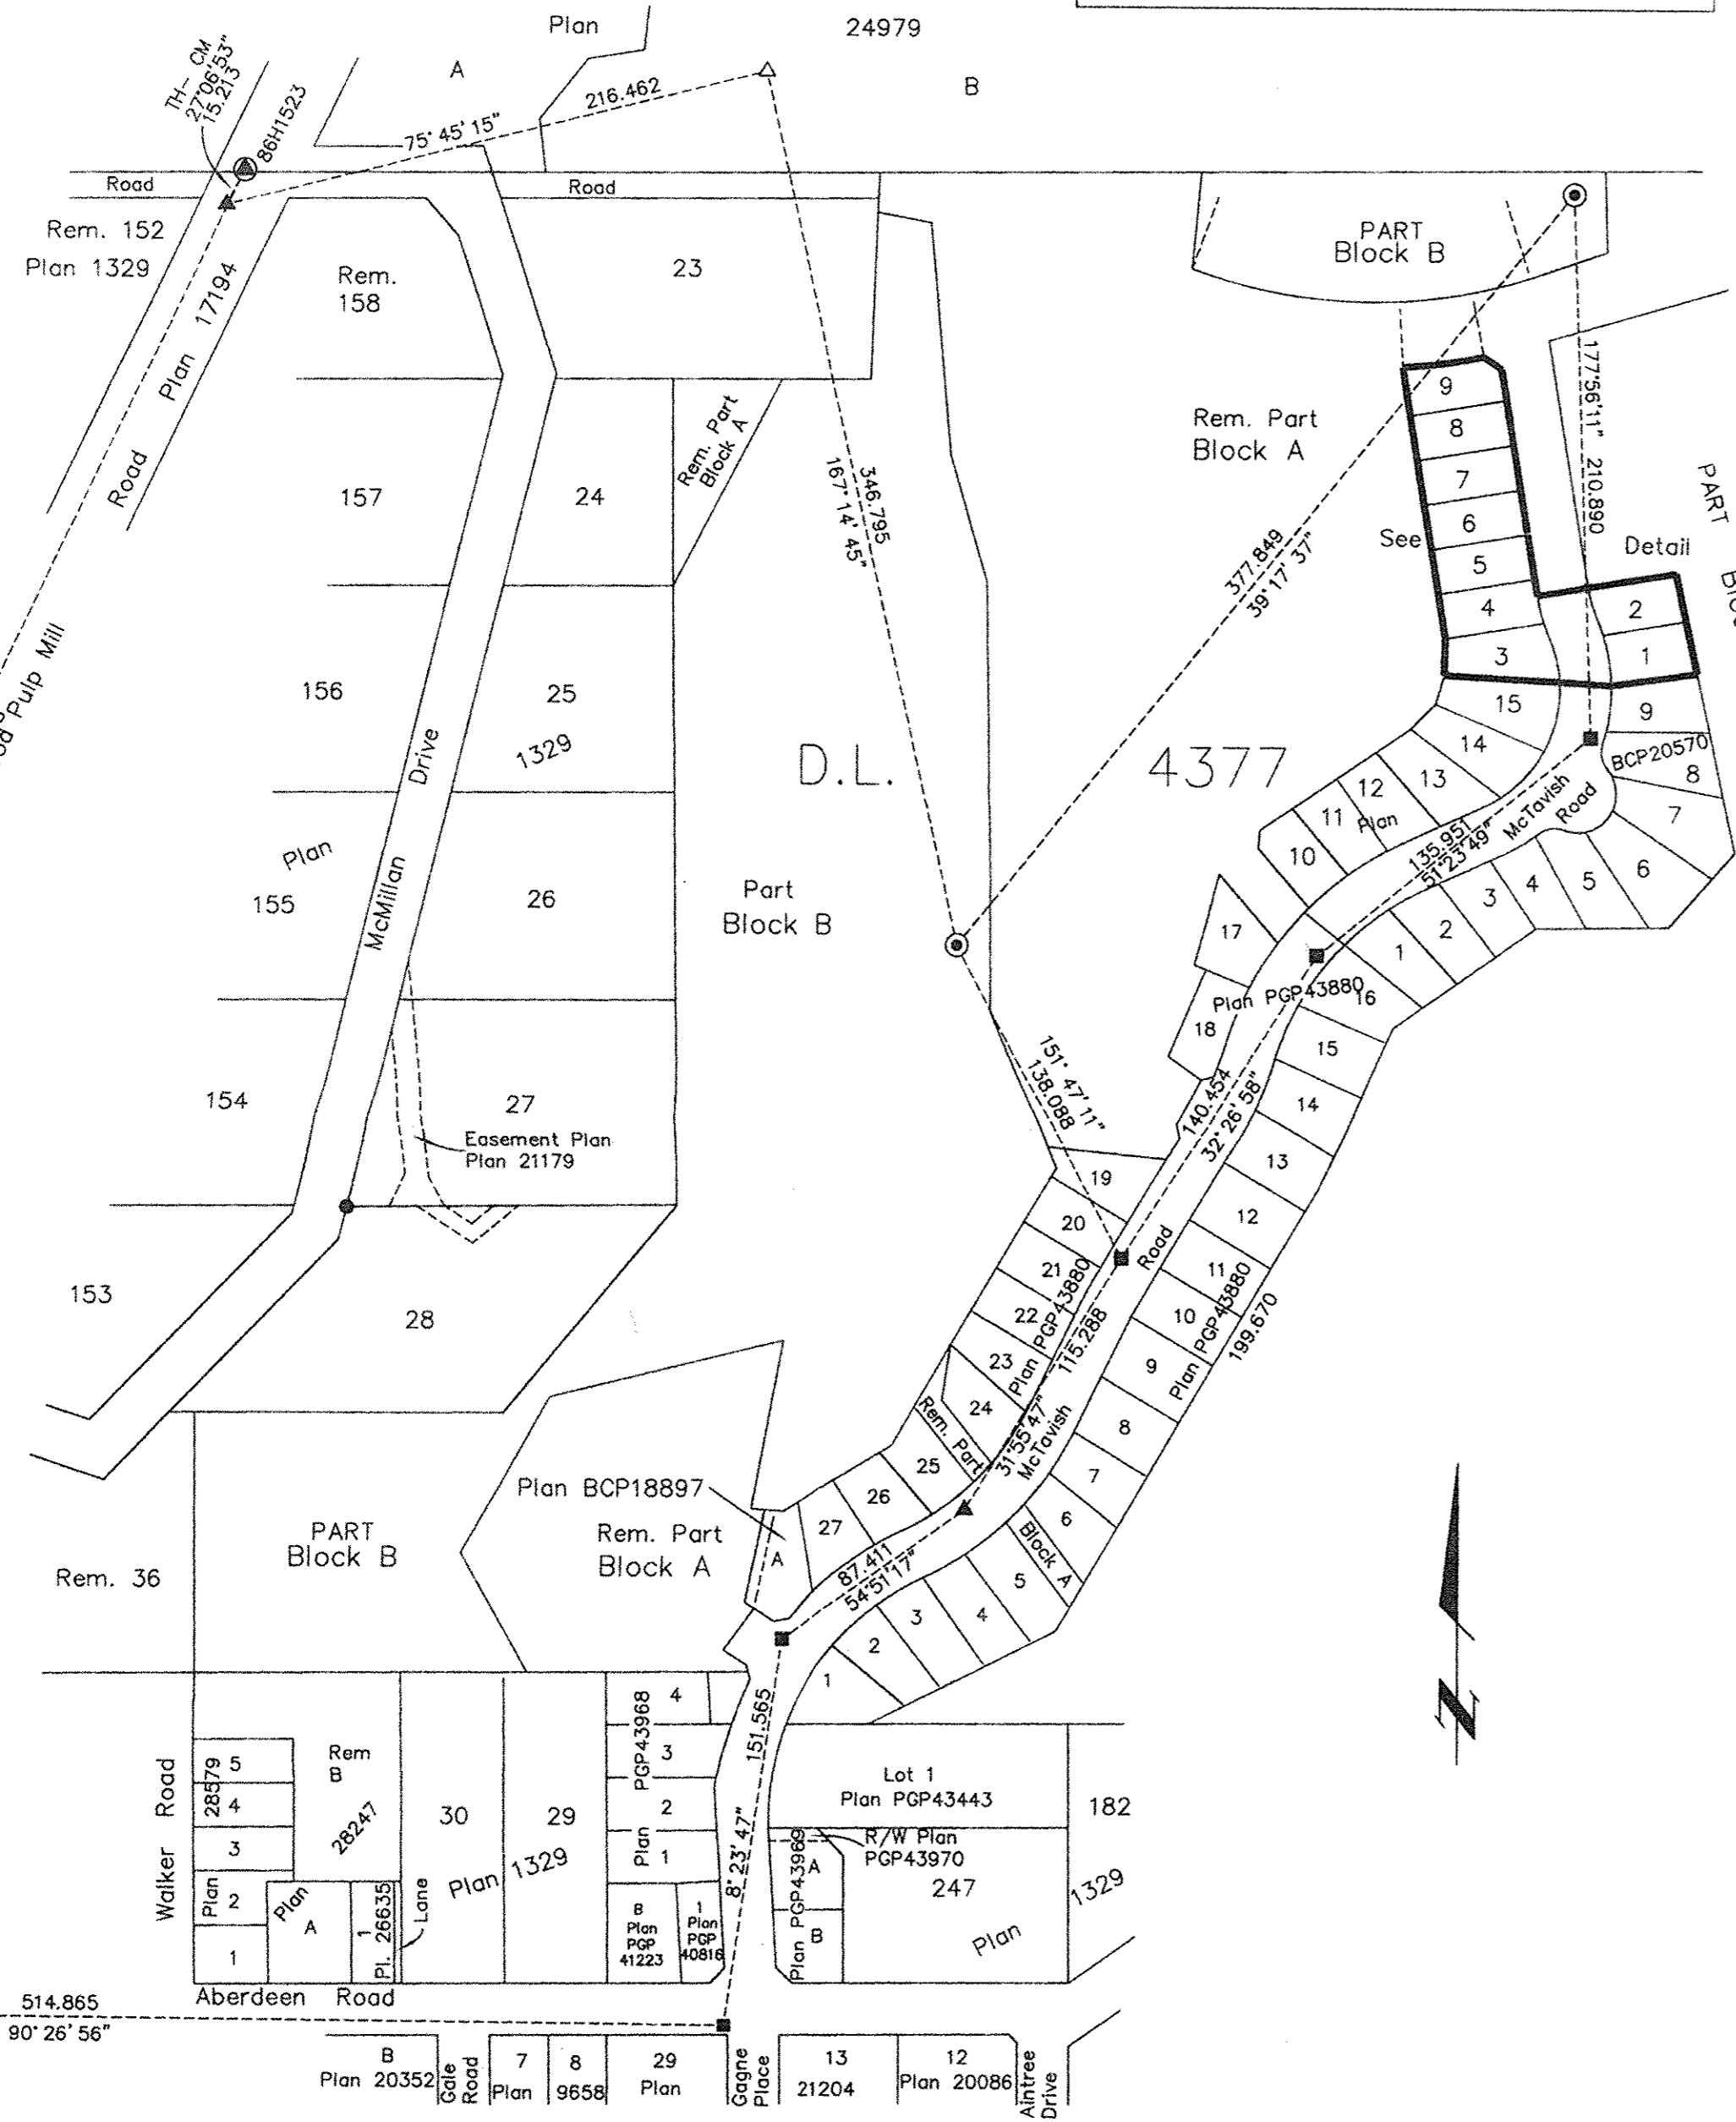 Plan
24979
A
B
TH- CM
27°06'53"
15.213
86H1523
216.462
75° 45' 15"
Road
Road
Rem. 152
Plan 1329
Plan 17194
Road
Rem.
158
23
PART
Block B
177°56'11" 210.890
Rem. Part
Block A
9
8
7
6
5
4
3
2
1
See
Detail
PART
Rem. Part
Block A
157
24
346.795
167° 14' 45"
377.849
39° 17' 37"
Pulp Mill
156
25
1329
Drive
McMillan
Plan
155
26
D.L.
4377
Part
Block B
15
14
13
12
11
10
Plan
9
BCP20570
8
7
6
5
4
3
2
1
McTavish
Road
135.951
51°23'49"
17
18
Plan PGP43880
16
15
14
13
12
11
10
9
8
7
6
5
4
3
2
1
154
27
Easement Plan
Plan 21179
151° 47' 11"
138.088
140.454
32° 26' 58"
19
20
21
22
23
24
25
26
27
Road
Plan PGP43880
115.288
31°55'47"
McTavish
Plan PGP43880
199.670
153
28
Rem. Part
Block A
Plan BCP18897
A
87.411
54°51'17"
PART
Block B
Rem. Part
Block A
Rem. 36
N
151.565
8° 23' 47"
Walker Road
28579
Plan
5
4
3
2
1
Rem
B
28247
Plan
A
1
Pl. 26635
Lane
30
29
Plan 1329
PGP43968
Plan
4
3
2
1
B
Plan
PGP
41223
1
Plan
PGP
40816
Lot 1
Plan PGP43443
182
R/W Plan
PGP43970
Plan PGP43969
A
B
247
1329
Plan
514.865
90° 26' 56"
Aberdeen Road
B
Plan 20352
Gale
Road
7
Plan
8
9658
29
Plan
Gagne
Place
13
21204
12
Plan 20086
Aintree
Drive